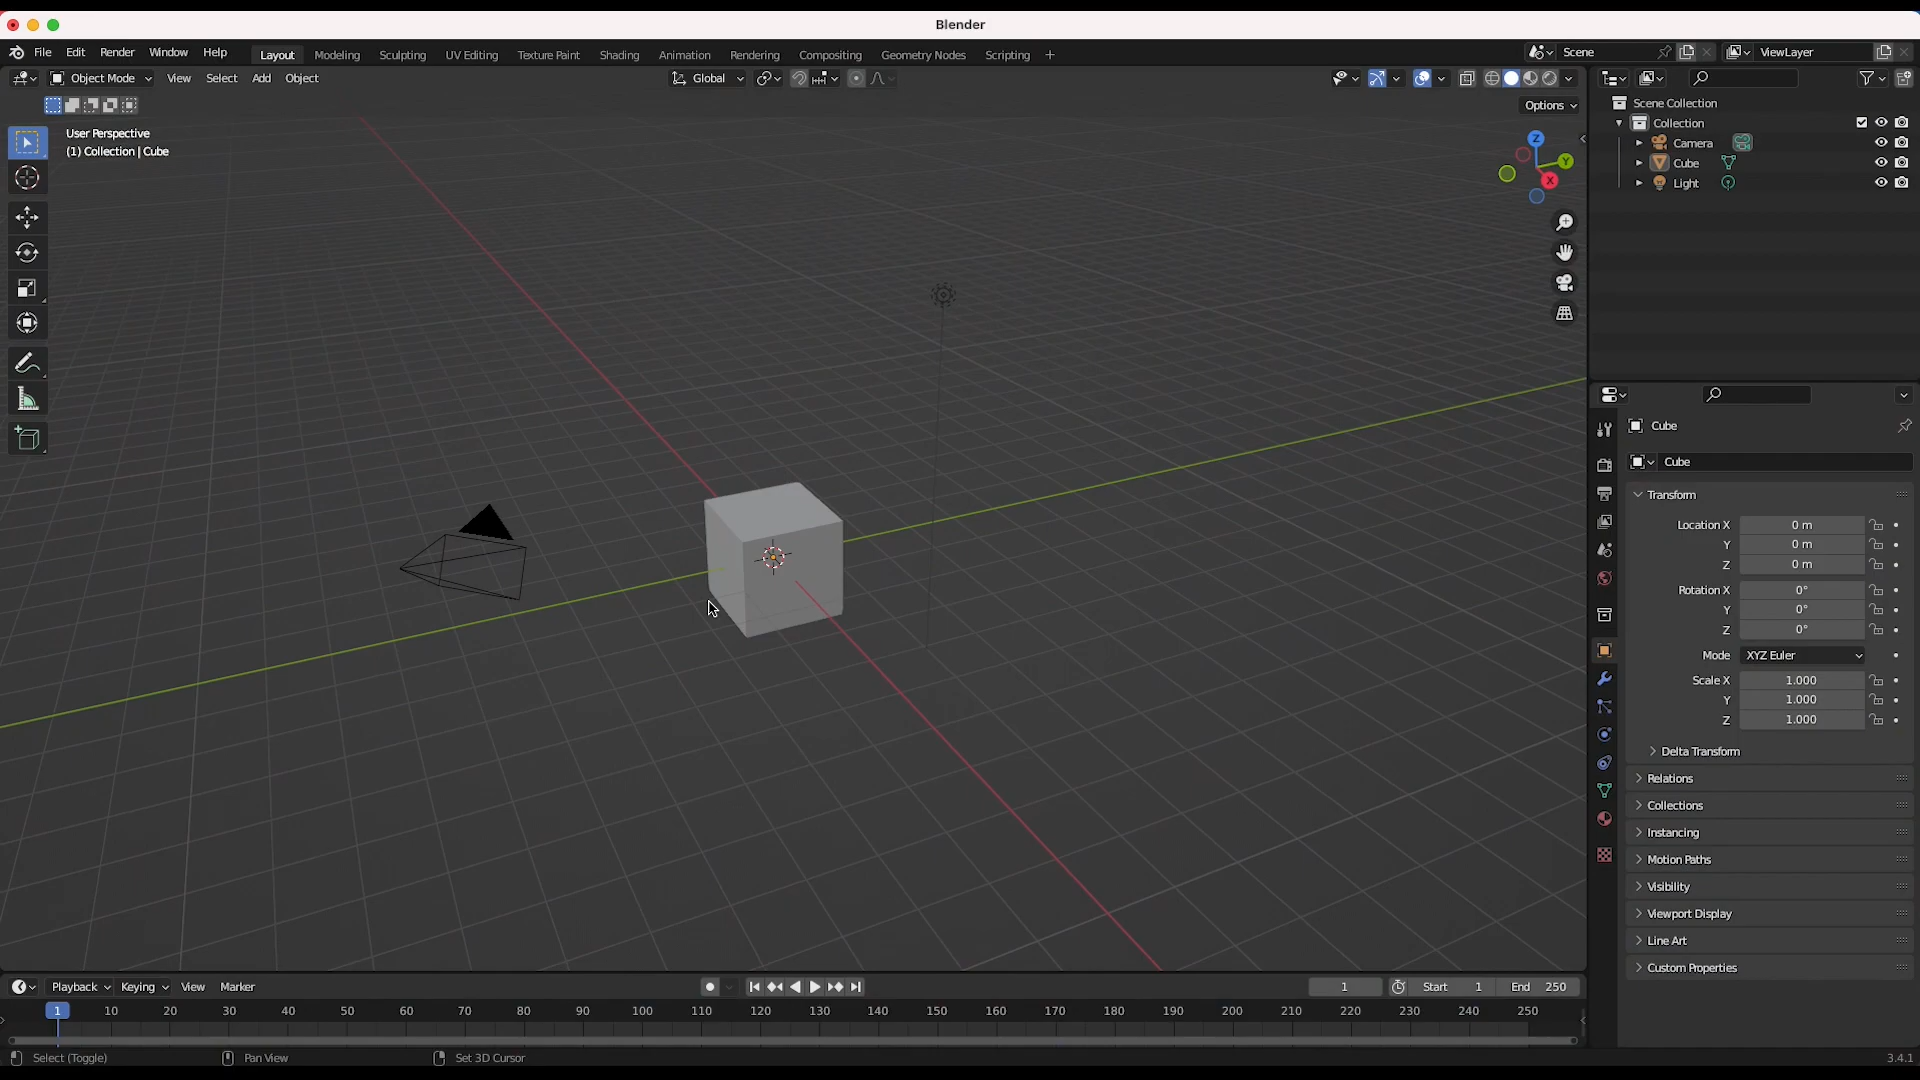 Blender
File Edit Render Window Help Layout Modeling Sculpting UV Editing Texture Paint Shading Animation Rendering Compositing Geometry Nodes Scripting + Scene ViewLayer
Object Mode View Select Add Object Global
Options
User Perspective
(1) Collection | Cube
Z
Y
X
Scene Collection
Collection
Camera
Cube
Light
Cube
Cube
Transform
Location X 0 m
Y 0 m
Z 0 m
Rotation X 0°
Y 0°
Z 0°
Mode XYZ Euler
Scale X 1.000
Y 1.000
Z 1.000
Delta Transform
Relations
Collections
Instancing
Motion Paths
Visibility
Viewport Display
Line Art
Custom Properties
Playback Keying View Marker 1 Start 1 End 250
1 10 20 30 40 50 60 70 80 90 100 110 120 130 140 150 160 170 180 190 200 210 220 230 240 250
Select (Toggle) Pan View Set 3D Cursor 3.4.1